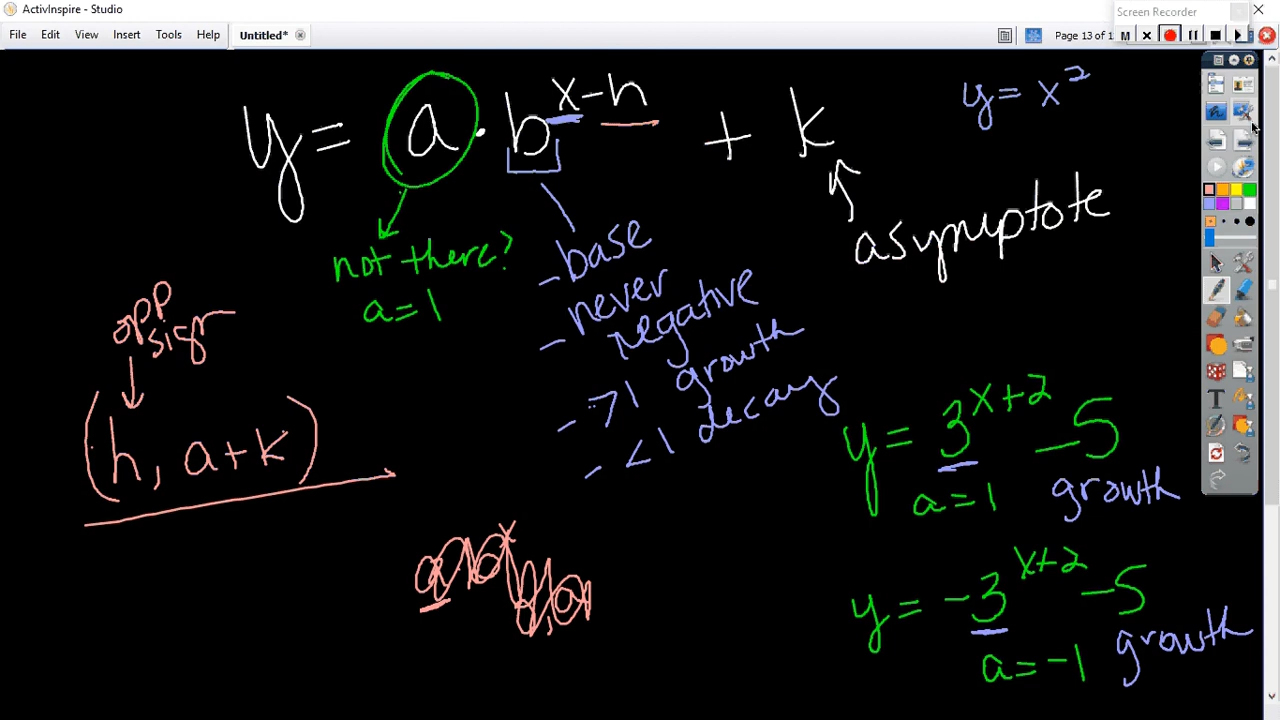 ActivInspire - Studio
Screen Recorder
File Edit View Insert Tools Help Untitled*
Page 13 of 1
y = a · b^(x-h) + k
y = x²
asymptote
not there?
a = 1
- base
- never negative
- >1 growth
- <1 decay
opp
sign
(h, a+k)
y = 3^(x+2) - 5
a = 1 growth
y = -3^(x+2) - 5
a = -1 growth